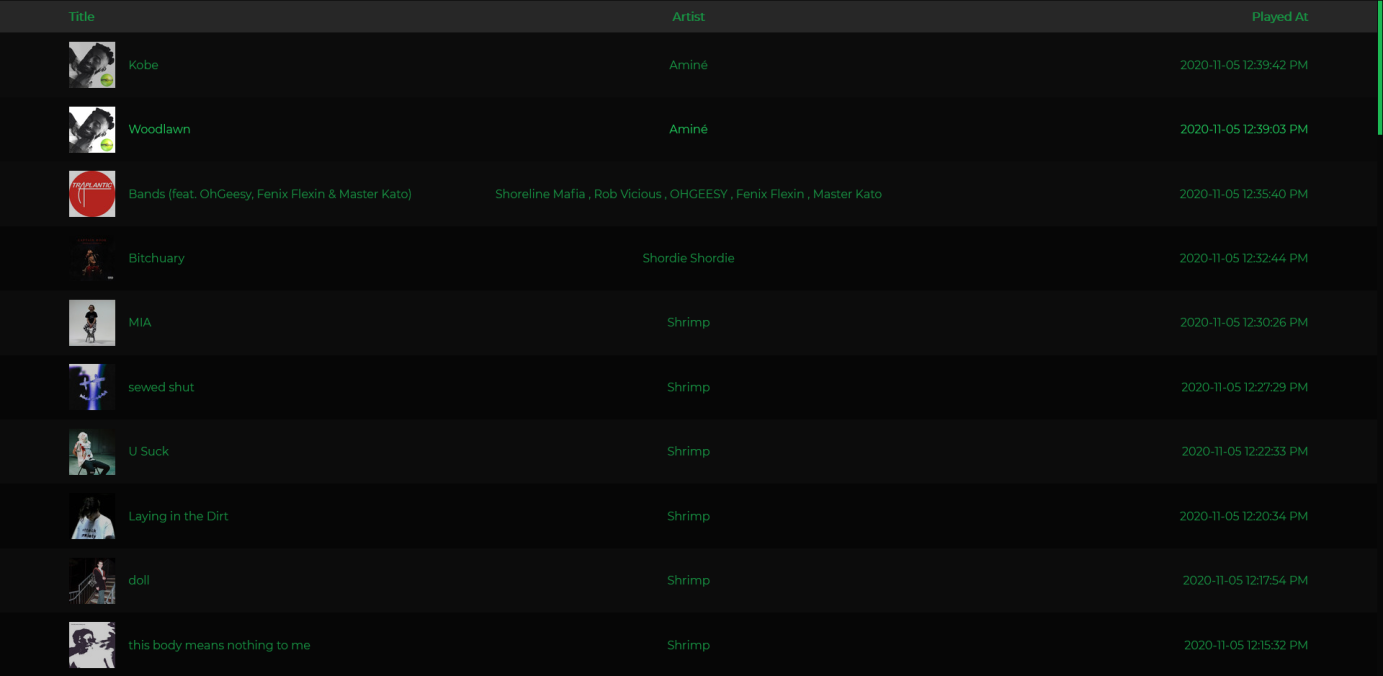 Title Artist Played At
Kobe Aminé 2020-11-05 12:39:42 PM
Woodlawn Aminé 2020-11-05 12:39:03 PM
TRAPLANTIC
Bands (feat. OhGeesy, Fenix Flexin & Master Kato) Shoreline Mafia , Rob Vicious , OHGEESY , Fenix Flexin , Master Kato 2020-11-05 12:35:40 PM
Bitchuary Shordie Shordie 2020-11-05 12:32:44 PM
MIA Shrimp 2020-11-05 12:30:26 PM
sewed shut Shrimp 2020-11-05 12:27:29 PM
U Suck Shrimp 2020-11-05 12:22:33 PM
Laying in the Dirt Shrimp 2020-11-05 12:20:34 PM
doll Shrimp 2020-11-05 12:17:54 PM
this body means nothing to me Shrimp 2020-11-05 12:15:32 PM